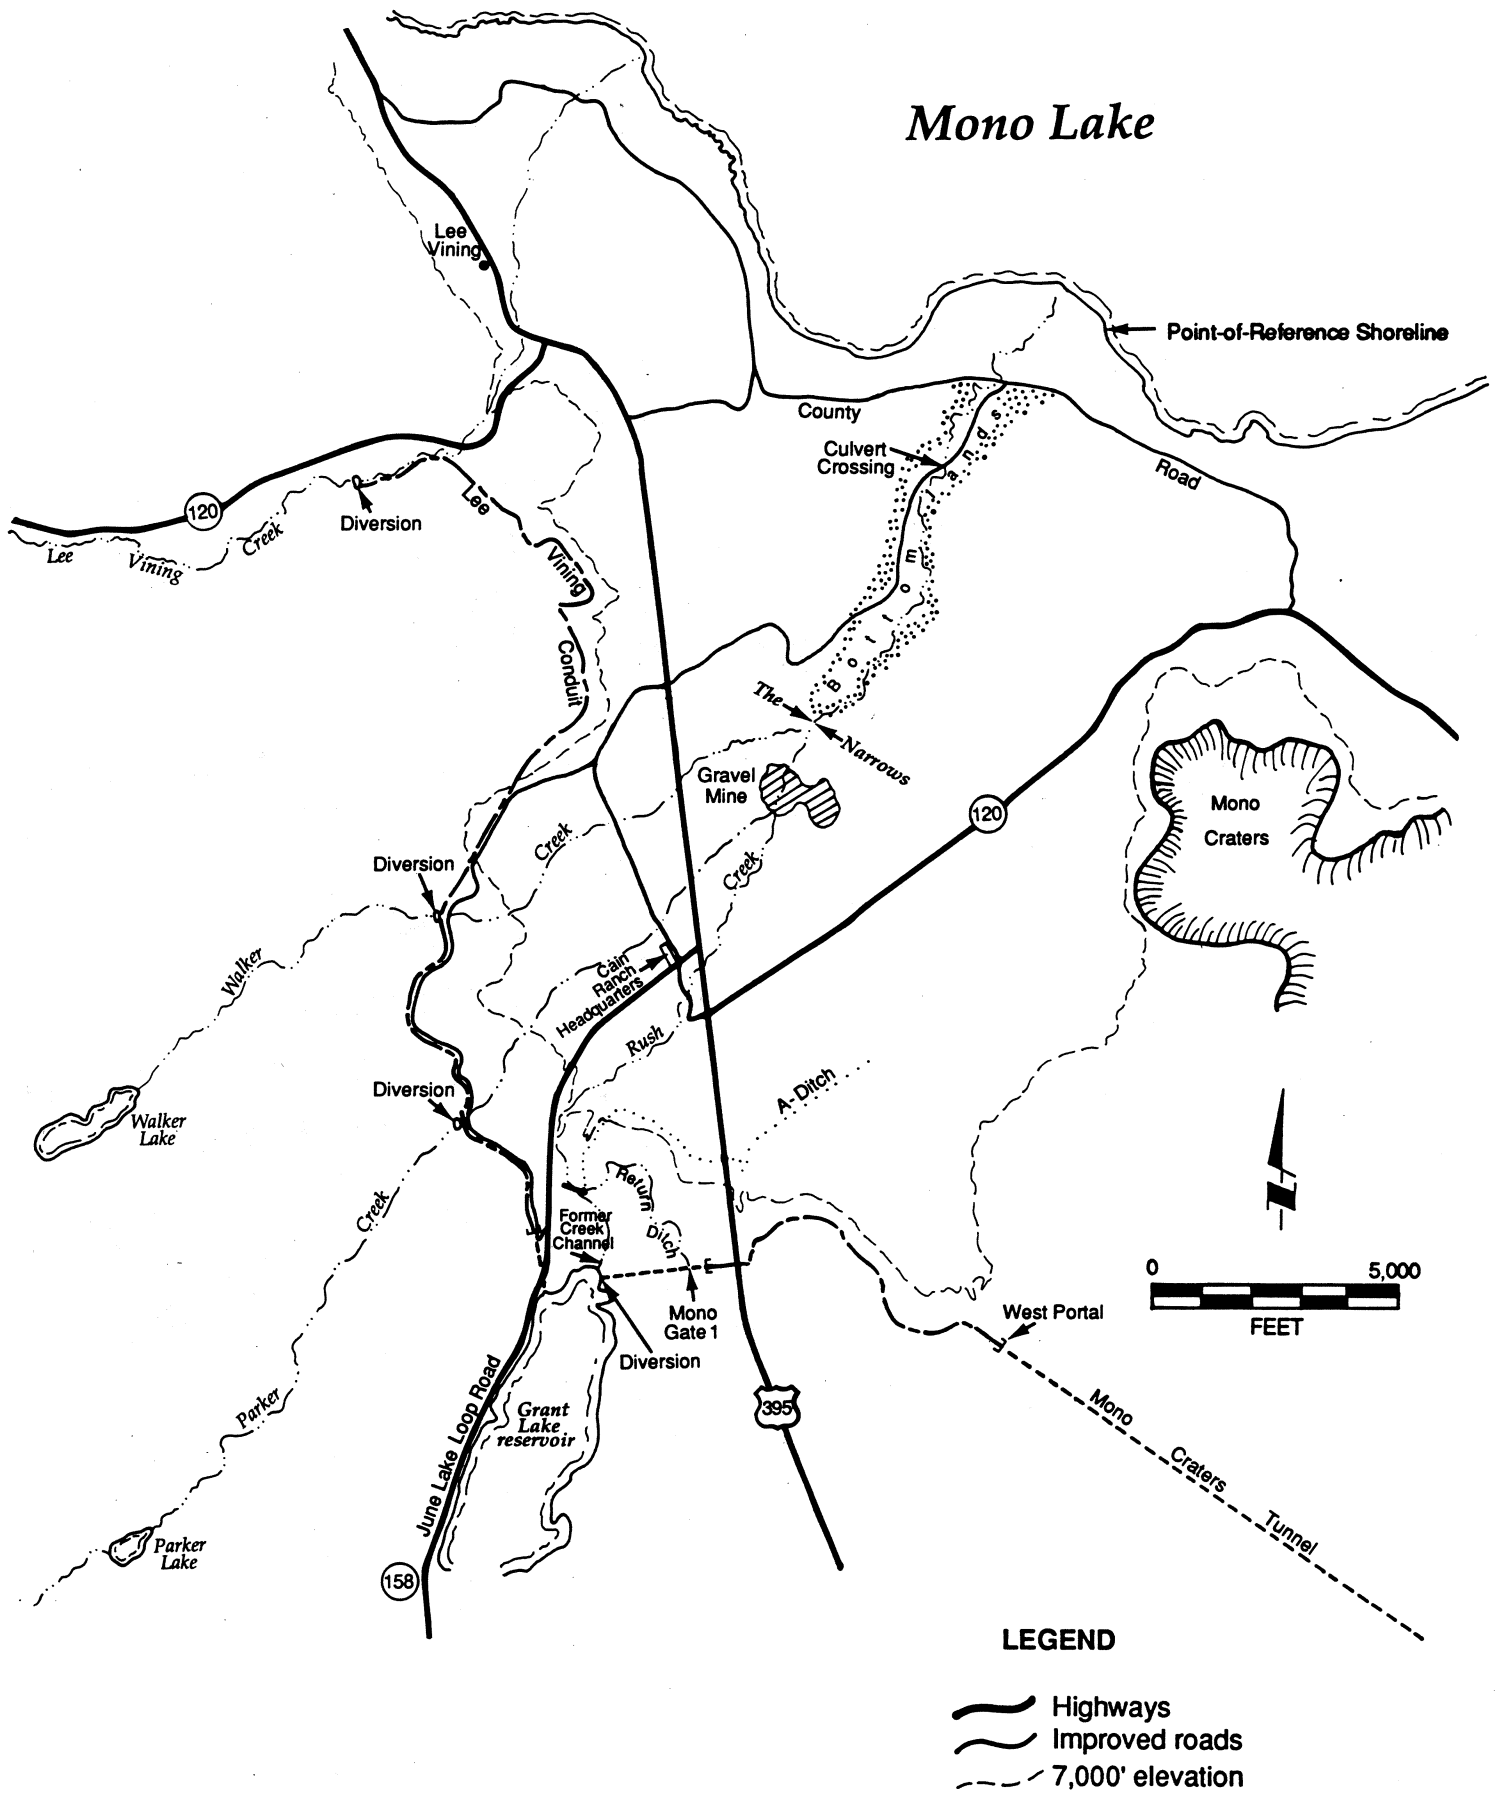 Mono Lake
Lee
Vining
Point-of-Reference Shoreline
County
Road
Culvert
Crossing
Bottomlands
120
Diversion
Lee
Vining
Creek
Lee
Vining
Conduit
The
Narrows
Gravel
Mine
Mono
Craters
120
Creek
Creek
Diversion
Walker
Cain
Ranch
Headquarters
Rush
A-Ditch
Diversion
Walker
Lake
Return
Ditch
Former
Creek
Channel
Creek
0
5,000
FEET
Mono
Gate 1
West Portal
Diversion
Parker
June Lake Loop Road
Grant
Lake
reservoir
395
Mono
Craters
Tunnel
Parker
Lake
158
N
LEGEND
Highways
Improved roads
7,000' elevation